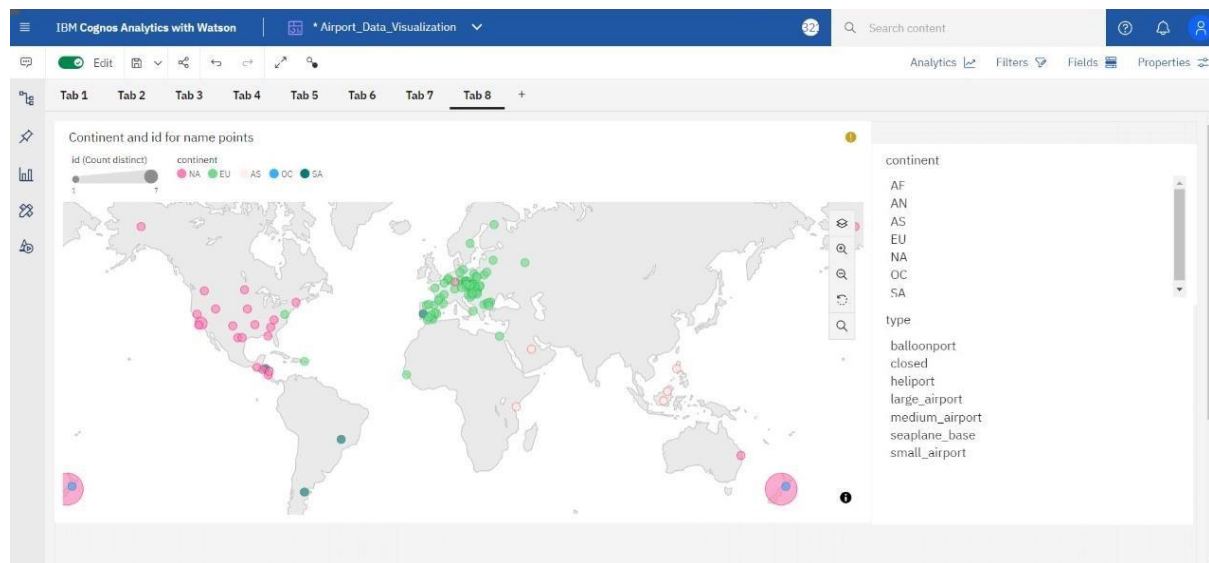 IBM Cognos Analytics with Watson
* Airport_Data_Visualization
Search content
Edit
Analytics
Filters
Fields
Properties
Tab 1 Tab 2 Tab 3 Tab 4 Tab 5 Tab 6 Tab 7 Tab 8 +
Continent and id for name points
id (Count distinct)
1 7
continent
NA EU AS OC SA
continent
AF
AN
AS
EU
NA
OC
SA
type
balloonport
closed
heliport
large_airport
medium_airport
seaplane_base
small_airport